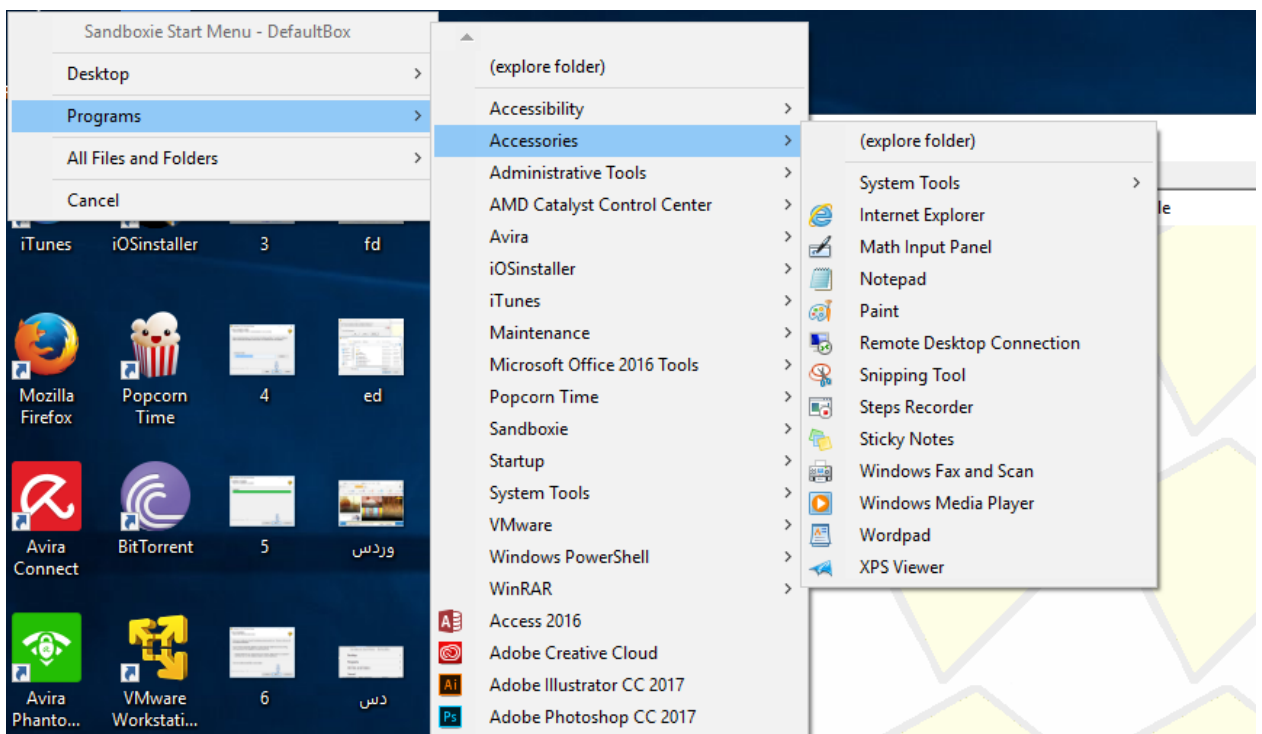 Sandboxie Start Menu - DefaultBox
Desktop
Programs
All Files and Folders
Cancel
(explore folder)
Accessibility
Accessories
Administrative Tools
AMD Catalyst Control Center
Avira
iOSinstaller
iTunes
Maintenance
Microsoft Office 2016 Tools
Popcorn Time
Sandboxie
Startup
System Tools
VMware
Windows PowerShell
WinRAR
Access 2016
Adobe Creative Cloud
Adobe Illustrator CC 2017
Adobe Photoshop CC 2017
(explore folder)
System Tools
Internet Explorer
Math Input Panel
Notepad
Paint
Remote Desktop Connection
Snipping Tool
Steps Recorder
Sticky Notes
Windows Fax and Scan
Windows Media Player
Wordpad
XPS Viewer
le
iTunes
iOSinstaller
3
fd
Mozilla
Firefox
Popcorn
Time
4
ed
Avira
Connect
BitTorrent
5
وردس
Avira
Phanto...
VMware
Workstati...
6
دس